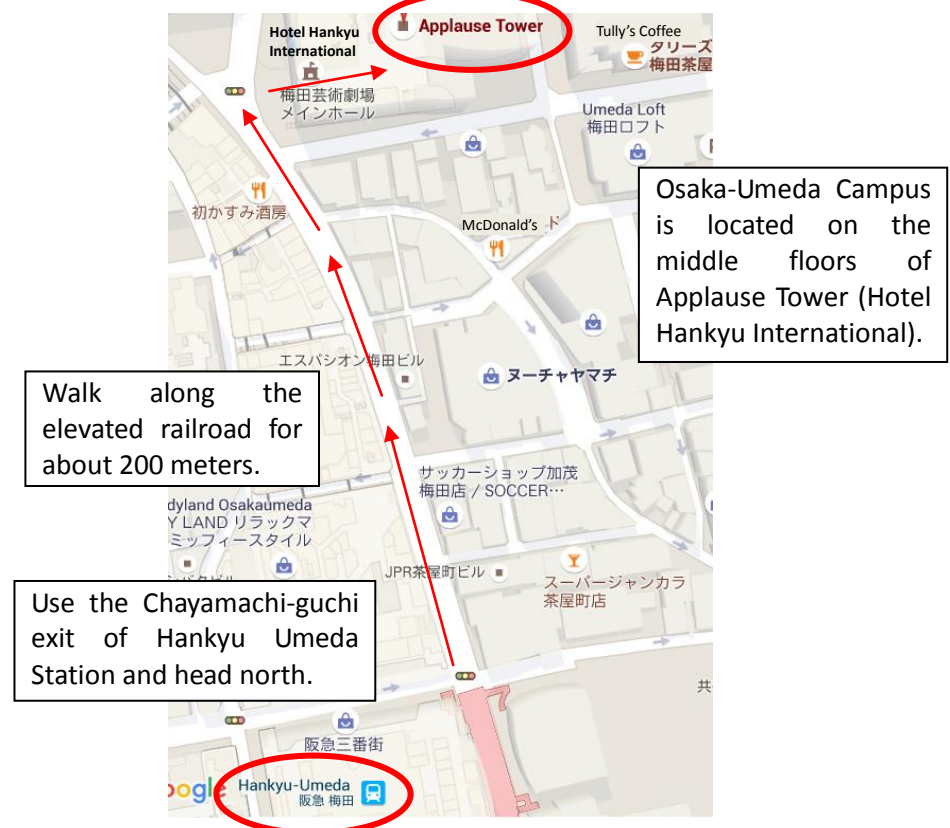 Hotel Hankyu
International
Applause Tower
Tully's Coffee
タリーズ
梅田茶屋
梅田芸術劇場
メインホール
Umeda Loft
梅田ロフト
初かすみ酒房
McDonald's ド
Osaka-Umeda Campus
is located on the
middle floors of
Applause Tower (Hotel
Hankyu International).
エスパシオン梅田ビル
ヌーチャヤマチ
Walk along the
elevated railroad for
about 200 meters.
サッカーショップ加茂
梅田店 / SOCCER…
dyland Osakaumeda
Y LAND リラックマ
ミッフィースタイル
JPR茶屋町ビル
スーパージャンカラ
茶屋町店
Use the Chayamachi-guchi
exit of Hankyu Umeda
Station and head north.
共
阪急三番街
oogle
Hankyu-Umeda
阪急 梅田